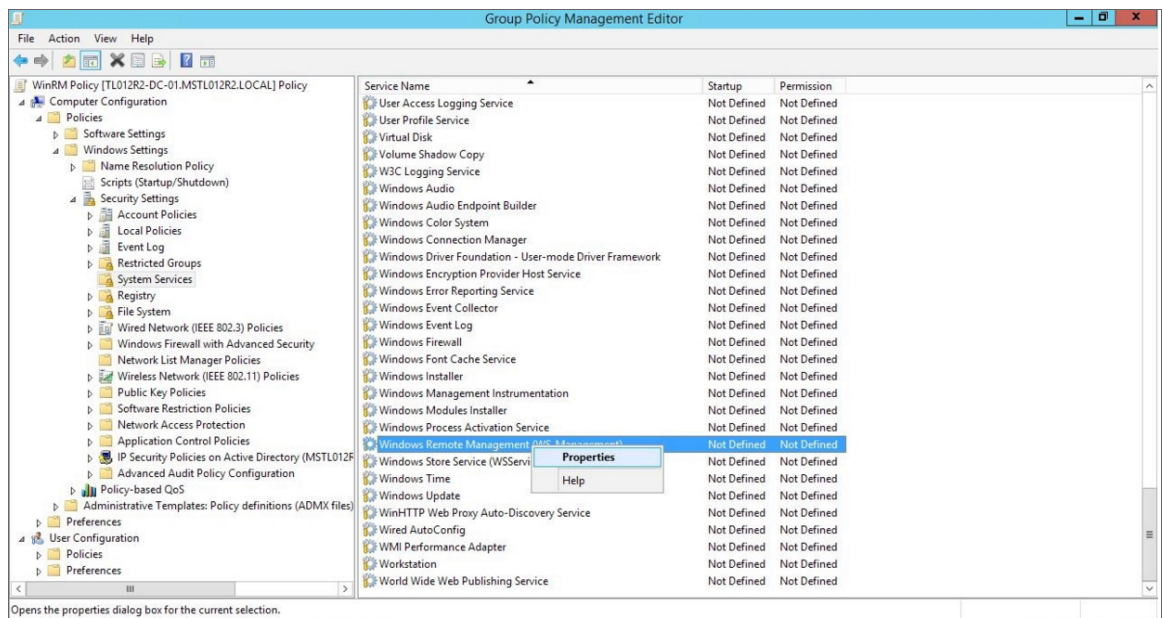 Group Policy Management Editor
File Action View Help
WinRM Policy [TL012R2-DC-01.MSTL012R2.LOCAL] Policy
Computer Configuration
Policies
Software Settings
Windows Settings
Name Resolution Policy
Scripts (Startup/Shutdown)
Security Settings
Account Policies
Local Policies
Event Log
Restricted Groups
System Services
Registry
File System
Wired Network (IEEE 802.3) Policies
Windows Firewall with Advanced Security
Network List Manager Policies
Wireless Network (IEEE 802.11) Policies
Public Key Policies
Software Restriction Policies
Network Access Protection
Application Control Policies
IP Security Policies on Active Directory (MSTL012R
Advanced Audit Policy Configuration
Policy-based QoS
Administrative Templates: Policy definitions (ADMX files)
Preferences
User Configuration
Policies
Preferences
Service Name Startup Permission
User Access Logging Service Not Defined Not Defined
User Profile Service Not Defined Not Defined
Virtual Disk Not Defined Not Defined
Volume Shadow Copy Not Defined Not Defined
W3C Logging Service Not Defined Not Defined
Windows Audio Not Defined Not Defined
Windows Audio Endpoint Builder Not Defined Not Defined
Windows Color System Not Defined Not Defined
Windows Connection Manager Not Defined Not Defined
Windows Driver Foundation - User-mode Driver Framework Not Defined Not Defined
Windows Encryption Provider Host Service Not Defined Not Defined
Windows Error Reporting Service Not Defined Not Defined
Windows Event Collector Not Defined Not Defined
Windows Event Log Not Defined Not Defined
Windows Firewall Not Defined Not Defined
Windows Font Cache Service Not Defined Not Defined
Windows Installer Not Defined Not Defined
Windows Management Instrumentation Not Defined Not Defined
Windows Modules Installer Not Defined Not Defined
Windows Process Activation Service Not Defined Not Defined
Windows Remote Management (WS-Management) Not Defined Not Defined
Windows Store Service (WSServi Not Defined Not Defined
Windows Time Not Defined Not Defined
Windows Update Not Defined Not Defined
WinHTTP Web Proxy Auto-Discovery Service Not Defined Not Defined
Wired AutoConfig Not Defined Not Defined
WMI Performance Adapter Not Defined Not Defined
Workstation Not Defined Not Defined
World Wide Web Publishing Service Not Defined Not Defined
Properties
Help
Opens the properties dialog box for the current selection.